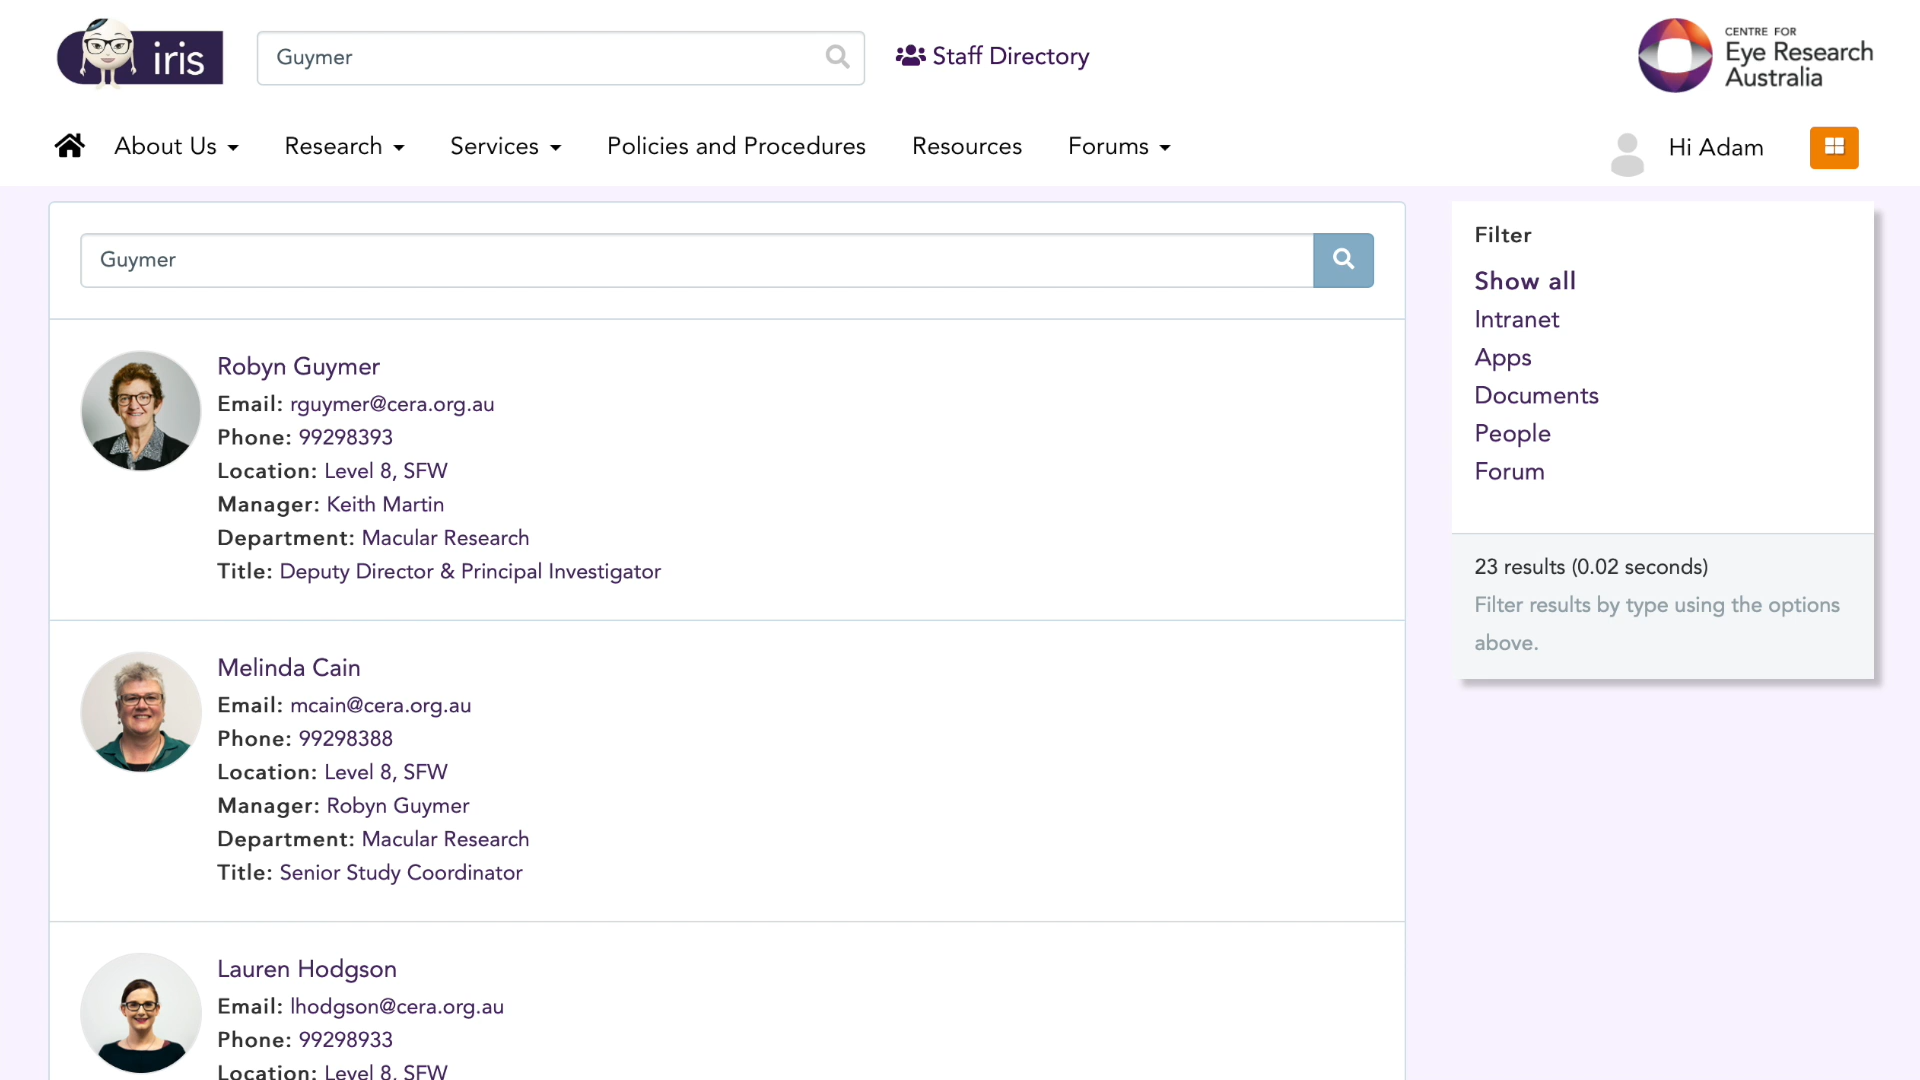 iris
Guymer
Staff Directory
CENTRE FOR
Eye Research
Australia
About Us
Research
Services
Policies and Procedures
Resources
Forums
Hi Adam
Guymer
Robyn Guymer
Email: rguymer@cera.org.au
Phone: 99298393
Location: Level 8, SFW
Manager: Keith Martin
Department: Macular Research
Title: Deputy Director & Principal Investigator
Melinda Cain
Email: mcain@cera.org.au
Phone: 99298388
Location: Level 8, SFW
Manager: Robyn Guymer
Department: Macular Research
Title: Senior Study Coordinator
Lauren Hodgson
Email: lhodgson@cera.org.au
Phone: 99298933
Location: Level 8, SFW
Filter
Show all
Intranet
Apps
Documents
People
Forum
23 results (0.02 seconds)
Filter results by type using the options
above.